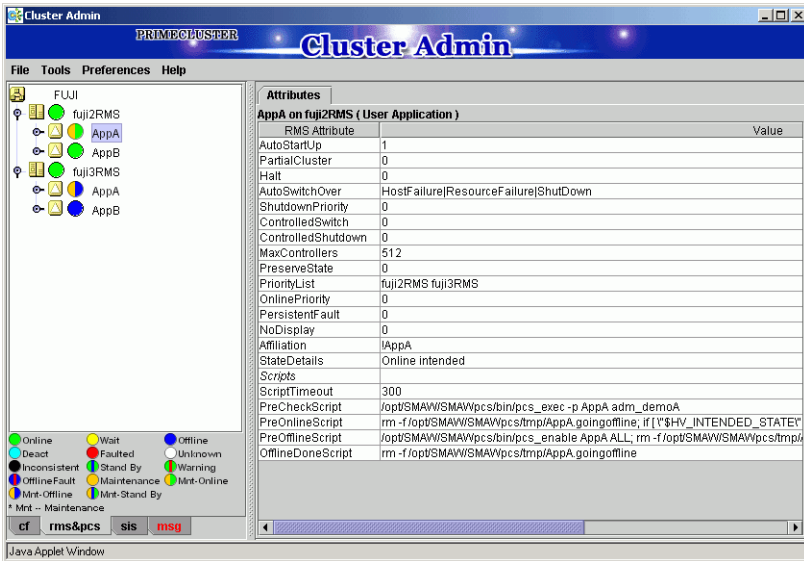 Cluster Admin
PRIMECLUSTER
Cluster Admin
File Tools Preferences Help
FUJI
fuji2RMS
AppA
AppB
fuji3RMS
AppA
AppB
Online Wait Offline
Deact Faulted Unknown
Inconsistent Stand By Warning
OfflineFault Maintenance Mnt-Online
Mnt-Offline Mnt-Stand By
* Mnt -- Maintenance
cf rms&pcs sis msg
Attributes
AppA on fuji2RMS ( User Application )
RMS Attribute Value
AutoStartUp 1
PartialCluster 0
Halt 0
AutoSwitchOver HostFailure|ResourceFailure|ShutDown
ShutdownPriority 0
ControlledSwitch 0
ControlledShutdown 0
MaxControllers 512
PreserveState 0
PriorityList fuji2RMS fuji3RMS
OnlinePriority 0
PersistentFault 0
NoDisplay 0
Affiliation !AppA
StateDetails Online intended
Scripts
ScriptTimeout 300
PreCheckScript /opt/SMAW/SMAWpcs/bin/pcs_exec -p AppA adm_demoA
PreOnlineScript rm -f /opt/SMAW/SMAWpcs/tmp/AppA.goingoffline; if [ \"$HV_INTENDED_STATE\"
PreOfflineScript /opt/SMAW/SMAWpcs/bin/pcs_enable AppA ALL; rm -f /opt/SMAW/SMAWpcs/tmp/
OfflineDoneScript rm -f /opt/SMAW/SMAWpcs/tmp/AppA.goingoffline
Java Applet Window